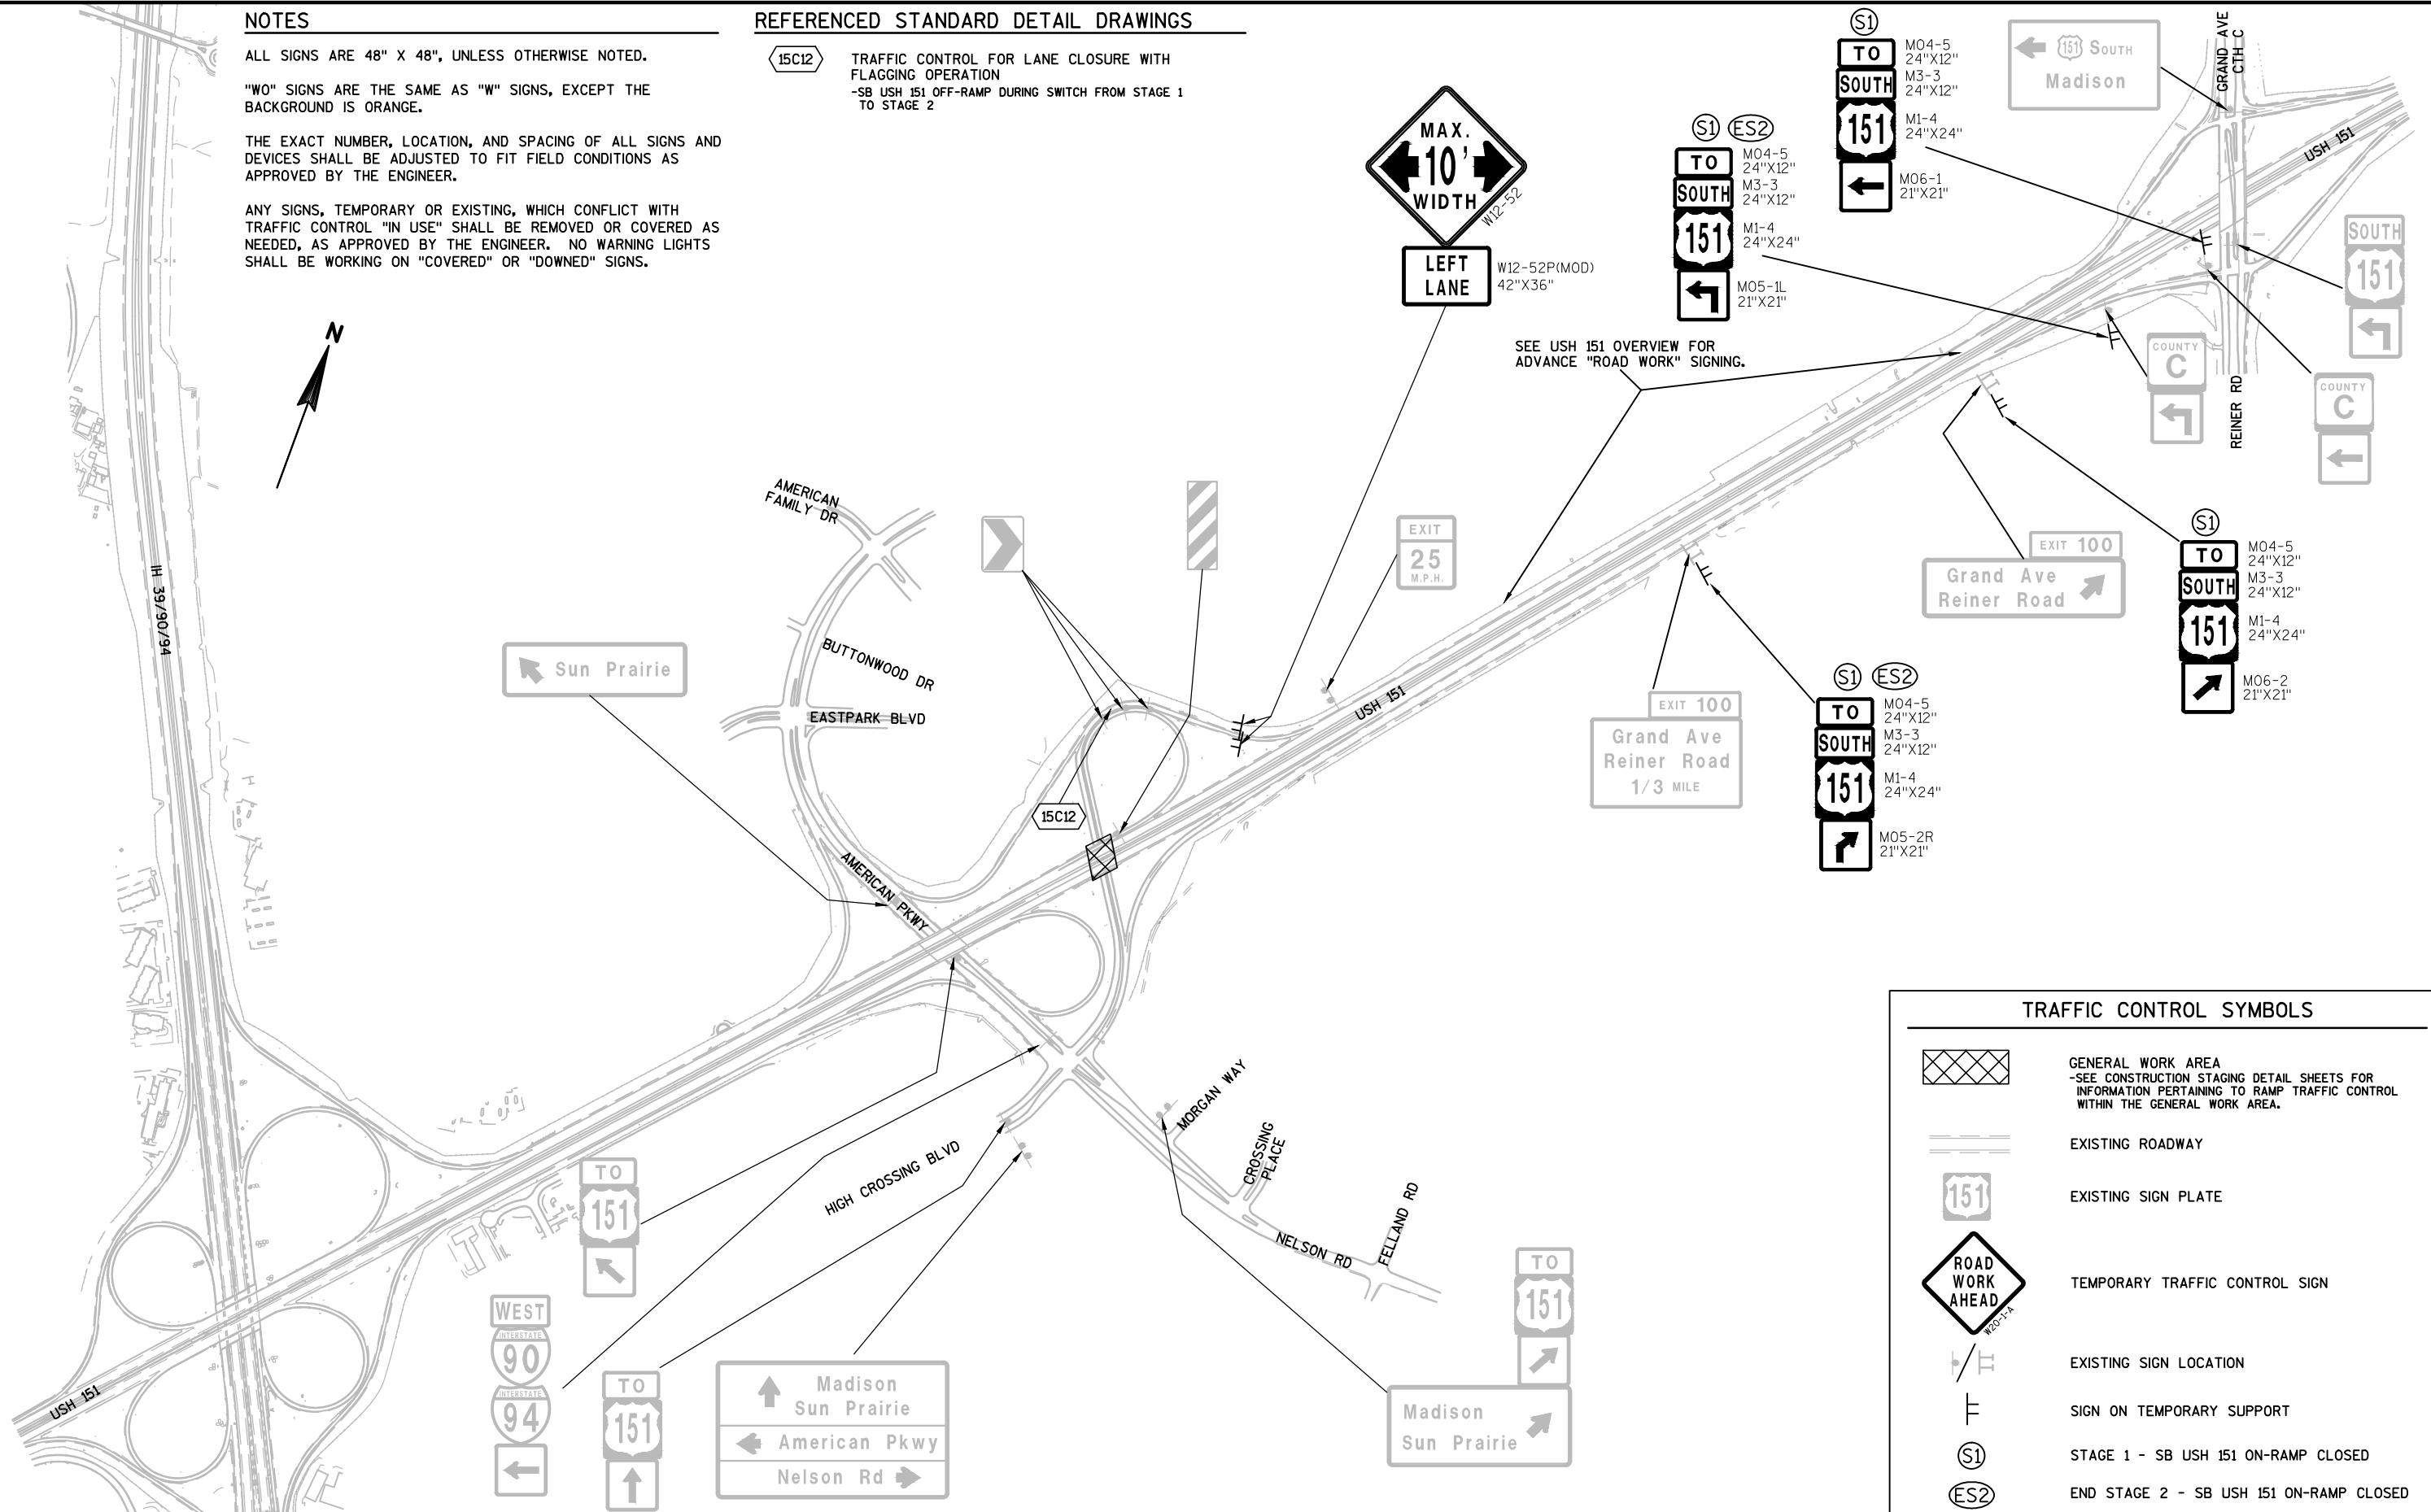 NOTES
ALL SIGNS ARE 48" X 48", UNLESS OTHERWISE NOTED.
"WO" SIGNS ARE THE SAME AS "W" SIGNS, EXCEPT THE
BACKGROUND IS ORANGE.
THE EXACT NUMBER, LOCATION, AND SPACING OF ALL SIGNS AND
DEVICES SHALL BE ADJUSTED TO FIT FIELD CONDITIONS AS
APPROVED BY THE ENGINEER.
ANY SIGNS, TEMPORARY OR EXISTING, WHICH CONFLICT WITH
TRAFFIC CONTROL "IN USE" SHALL BE REMOVED OR COVERED AS
NEEDED, AS APPROVED BY THE ENGINEER. NO WARNING LIGHTS
SHALL BE WORKING ON "COVERED" OR "DOWNED" SIGNS.
REFERENCED STANDARD DETAIL DRAWINGS
15C12
TRAFFIC CONTROL FOR LANE CLOSURE WITH
FLAGGING OPERATION
-SB USH 151 OFF-RAMP DURING SWITCH FROM STAGE 1
TO STAGE 2
N
MAX.
10'
WIDTH
W12-52
LEFT
LANE
W12-52P(MOD)
42"X36"
S1 ES2
TO
SOUTH
151
MO4-5
24"X12"
M3-3
24"X12"
M1-4
24"X24"
MO5-1L
21"X21"
S1
TO
SOUTH
151
MO4-5
24"X12"
M3-3
24"X12"
M1-4
24"X24"
MO6-1
21"X21"
151 SOUTH
Madison
GRAND AVE
CTH C
USH 151
SOUTH
151
COUNTY
C
COUNTY
C
REINER RD
SEE USH 151 OVERVIEW FOR
ADVANCE "ROAD WORK" SIGNING.
AMERICAN
FAMILY DR
EXIT
25
M.P.H.
EXIT 100
Grand Ave
Reiner Road
S1
TO
SOUTH
151
MO4-5
24"X12"
M3-3
24"X12"
M1-4
24"X24"
MO6-2
21"X21"
IH 39/90/94
Sun Prairie
BUTTONWOOD DR
EASTPARK BLVD
USH 151
EXIT 100
Grand Ave
Reiner Road
1/3 MILE
S1 ES2
TO
SOUTH
151
MO4-5
24"X12"
M3-3
24"X12"
M1-4
24"X24"
MO5-2R
21"X21"
15C12
AMERICAN PKWY
MORGAN WAY
CROSSING
PLACE
HIGH CROSSING BLVD
FELLAND RD
NELSON RD
TO
151
WEST
INTERSTATE
90
INTERSTATE
94
TO
151
Madison
Sun Prairie
American Pkwy
Nelson Rd
TO
151
Madison
Sun Prairie
USH 151
TRAFFIC CONTROL SYMBOLS
GENERAL WORK AREA
-SEE CONSTRUCTION STAGING DETAIL SHEETS FOR
INFORMATION PERTAINING TO RAMP TRAFFIC CONTROL
WITHIN THE GENERAL WORK AREA.
EXISTING ROADWAY
151
EXISTING SIGN PLATE
ROAD
WORK
AHEAD
W20-1-A
TEMPORARY TRAFFIC CONTROL SIGN
EXISTING SIGN LOCATION
SIGN ON TEMPORARY SUPPORT
S1
STAGE 1 - SB USH 151 ON-RAMP CLOSED
ES2
END STAGE 2 - SB USH 151 ON-RAMP CLOSED